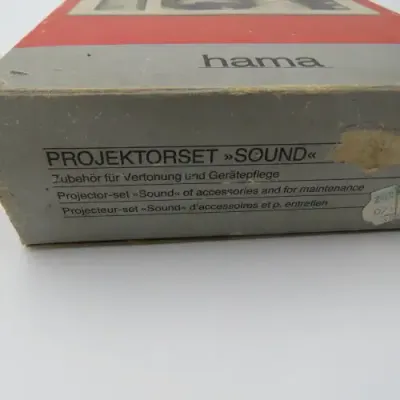 hama
PROJEKTORSET »SOUND«
Zubehör für Vertonung und Gerätepflege
Projector-set »Sound« of accessories and for maintenance
Projecteur-set »Sound« d'accessoires et p. entretien